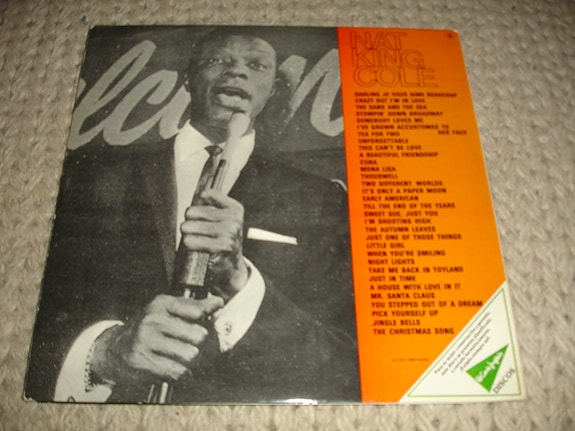 NAT
KING
COLE
DARLING JE VOUS AIME BEAUCOUP
CRAZY BUT I'M IN LOVE
THE SAND AND THE SEA
STOMPIN' DOWN BROADWAY
SOMEBODY LOVES ME
I'VE GROWN ACCUSTOMED TO
HER FACE
TEA FOR TWO
UNFORGETTABLE
THIS CAN'T BE LOVE
A BEAUTIFUL FRIENDSHIP
CUBA
MONA LISA
THOUSWELL
TWO DIFFERENT WORLDS
IT'S ONLY A PAPER MOON
EARLY AMERICAN
TILL THE END OF THE YEARS
SWEET SUE, JUST YOU
I'M SHOOTING HIGH
THE AUTUMN LEAVES
JUST ONE OF THOSE THINGS
LITTLE GIRL
WHEN YOU'RE SMILING
NIGHT LIGHTS
TAKE ME BACK IN TOYLAND
JUST IN TIME
A HOUSE WITH LOVE IN IT
MR. SANTA CLAUS
YOU STEPPED OUT OF A DREAM
PICK YOURSELF UP
JINGLE BELLS
THE CHRISTMAS SONG
DISCOS